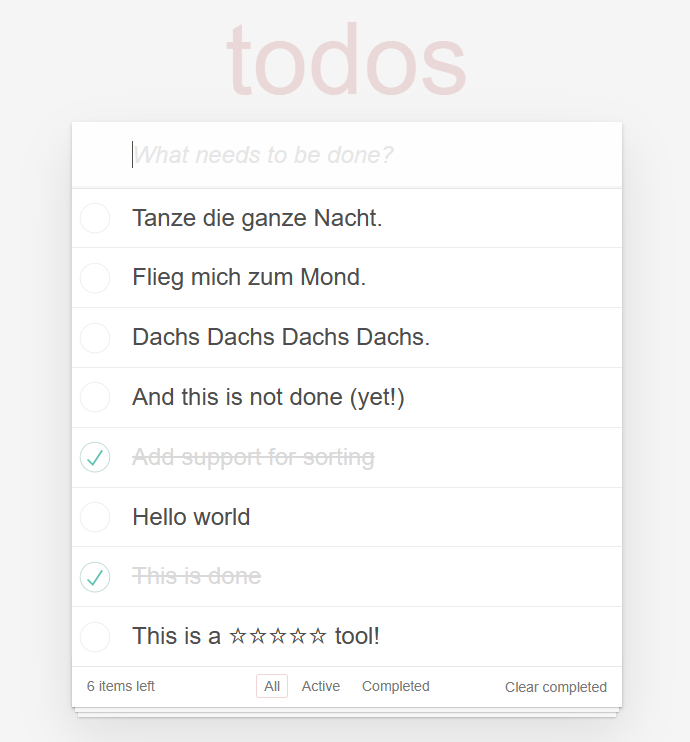 todos
What needs to be done?
Tanze die ganze Nacht.
Flieg mich zum Mond.
Dachs Dachs Dachs Dachs.
And this is not done (yet!)
Add support for sorting
Hello world
This is done
This is a ☆☆☆☆☆ tool!
6 items left All Active Completed Clear completed